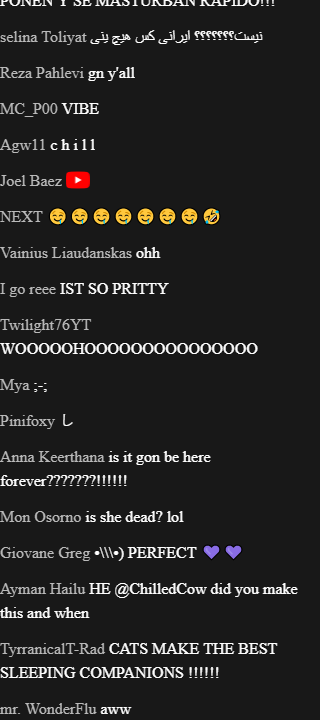 PONEN Y SE MASTURBAN RAPIDO!!!
selina Toliyat نیست؟؟؟؟؟؟؟ ایرانی کس هیچ ینی
Reza Pahlevi gn y'all
MC_P00 VIBE
Agw11 c h i l l
Joel Baez
NEXT 😋😋😋😋😋😋😋🤣
Vainius Liaudanskas ohh
I go reee IST SO PRITTY
Twilight76YT
WOOOOOHOOOOOOOOOOOOOOO
Mya ;-;
Pinifoxy し
Anna Keerthana is it gon be here
forever???????!!!!!!
Mon Osorno is she dead? lol
Giovane Greg •\\\•) PERFECT 💜 💜
Ayman Hailu HE @ChilledCow did you make
this and when
TyrranicalT-Rad CATS MAKE THE BEST
SLEEPING COMPANIONS !!!!!!
mr. WonderFlu aww